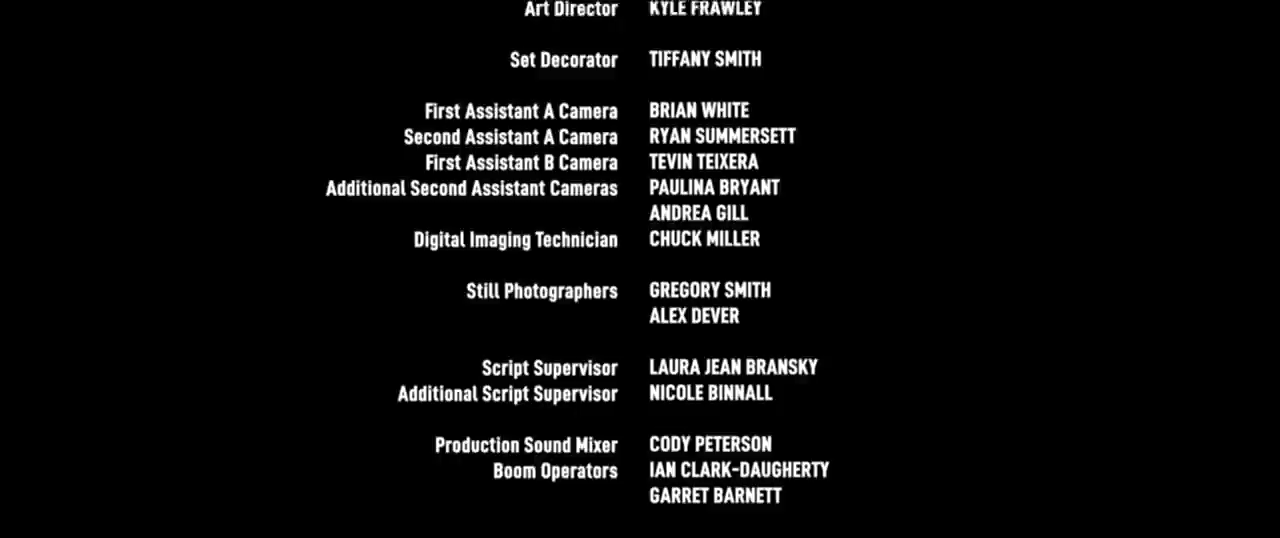 Art Director KYLE FRAWLEY
Set Decorator TIFFANY SMITH
First Assistant A Camera BRIAN WHITE
Second Assistant A Camera RYAN SUMMERSETT
First Assistant B Camera TEVIN TEIXERA
Additional Second Assistant Cameras PAULINA BRYANT
ANDREA GILL
Digital Imaging Technician CHUCK MILLER
Still Photographers GREGORY SMITH
ALEX DEVER
Script Supervisor LAURA JEAN BRANSKY
Additional Script Supervisor NICOLE BINNALL
Production Sound Mixer CODY PETERSON
Boom Operators IAN CLARK-DAUGHERTY
GARRET BARNETT